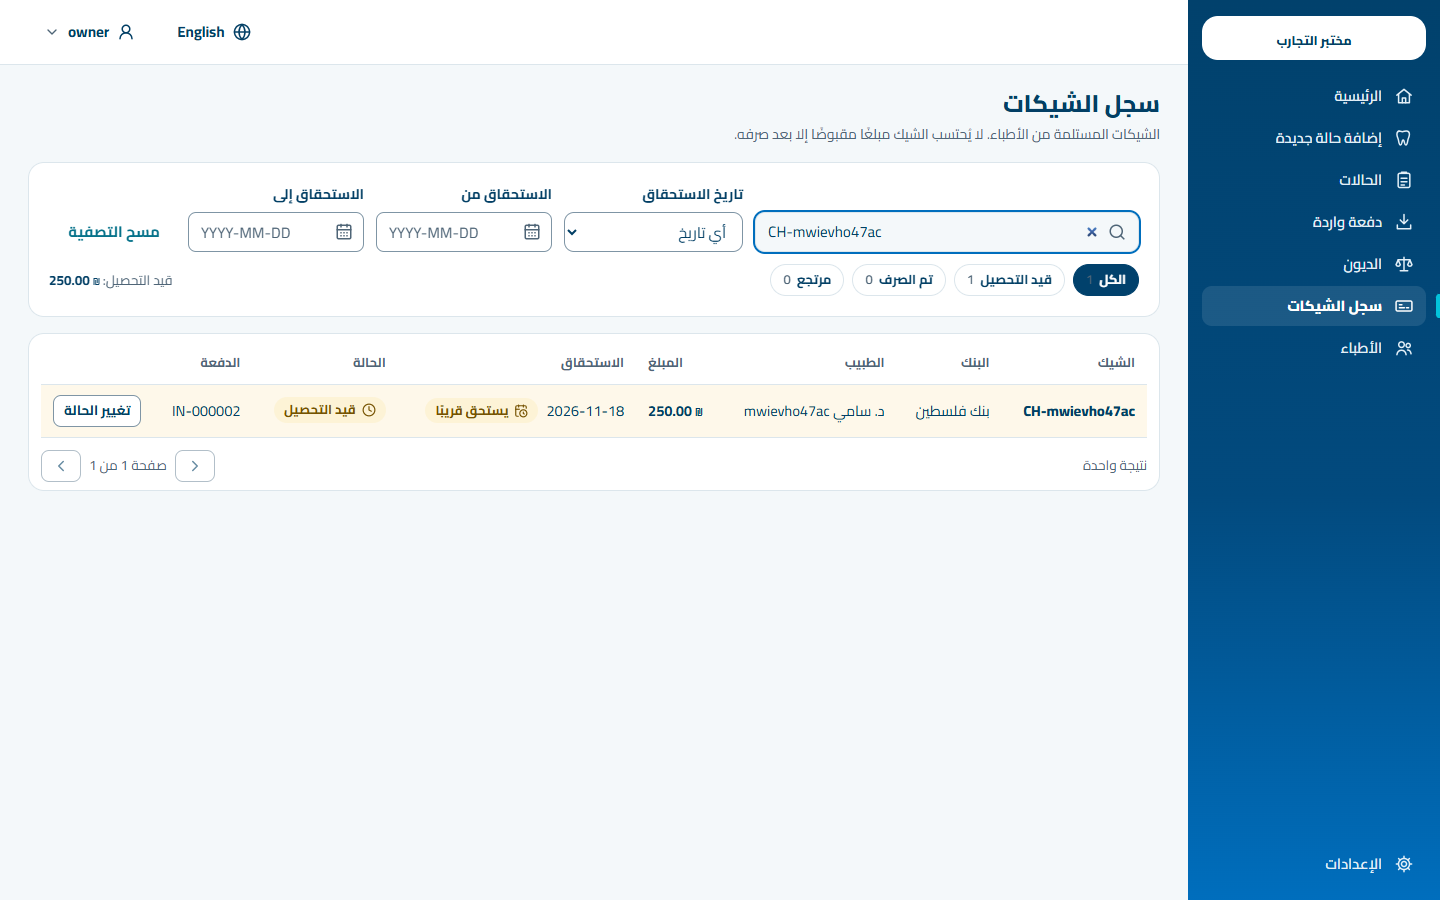 مختبر التجارب
الرئيسية
إضافة حالة جديدة
الحالات
دفعة واردة
الديون
سجل الشيكات
الأطباء
الإعدادات
English
owner
سجل الشيكات
الشيكات المستلمة من الأطباء. لا يُحتسب الشيك مبلغًا مقبوضًا إلا بعد صرفه.
تاريخ الاستحقاق الاستحقاق من الاستحقاق إلى
CH-mwievho47ac أي تاريخ YYYY-MM-DD YYYY-MM-DD مسح التصفية
الكل 1 قيد التحصيل 1 تم الصرف 0 مرتجع 0 قيد التحصيل: ₪ 250.00
الشيك البنك الطبيب المبلغ الاستحقاق الحالة الدفعة
CH-mwievho47ac بنك فلسطين د. سامي mwievho47ac ₪ 250.00 2026-11-18 يستحق قريبًا قيد التحصيل IN-000002 تغيير الحالة
نتيجة واحدة صفحة 1 من 1